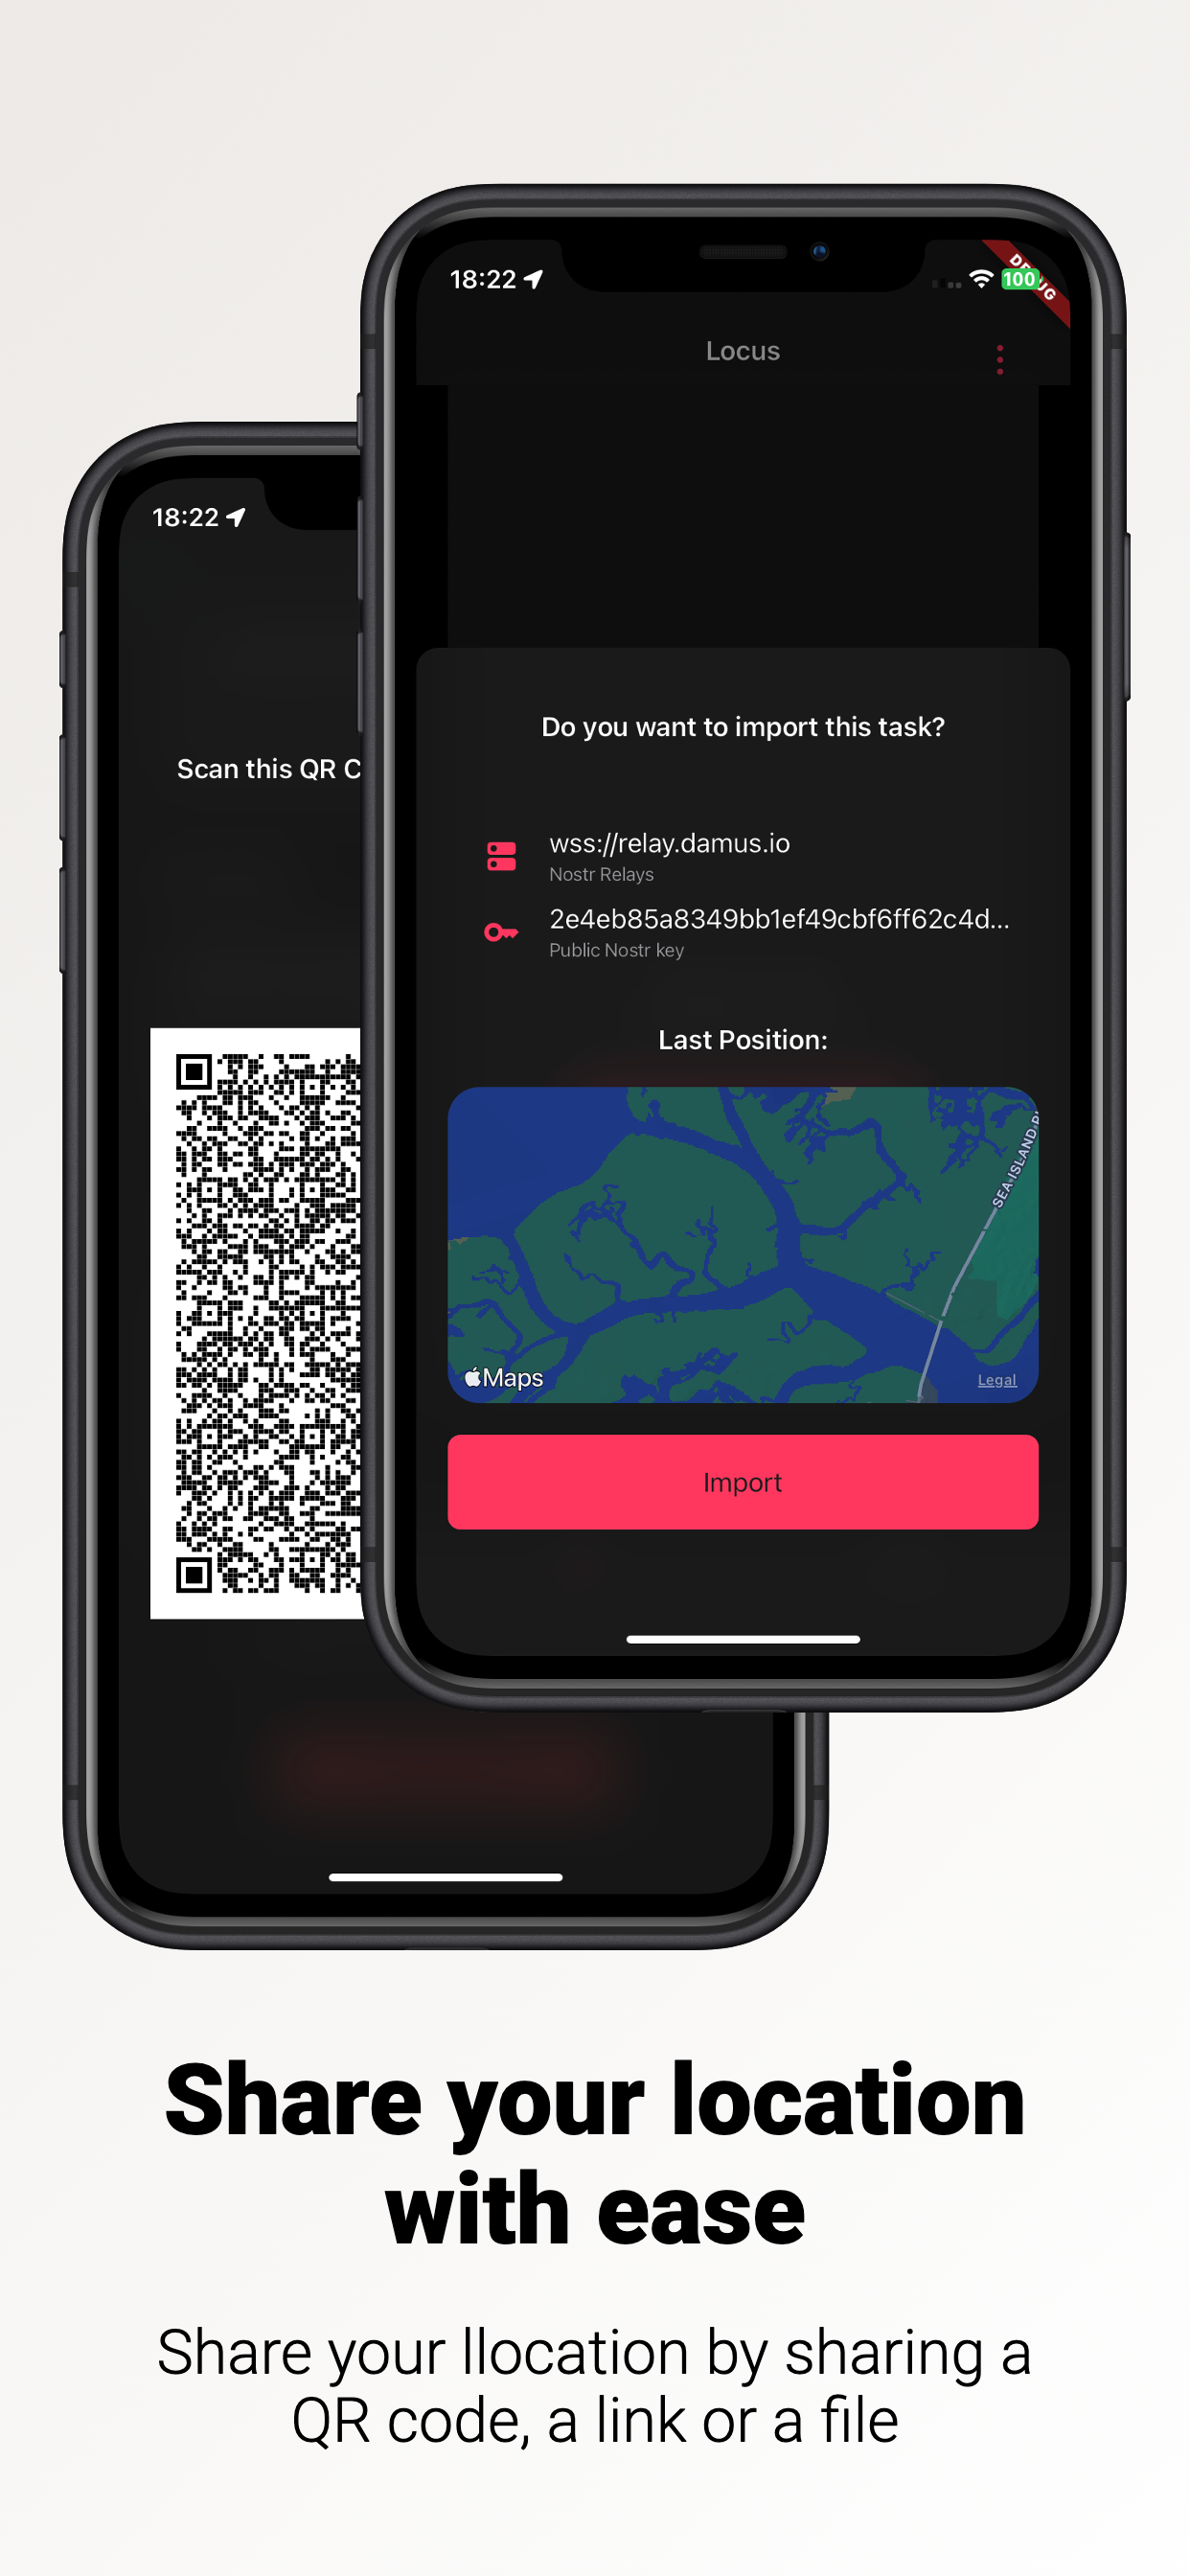 18:22
100
DEBUG
Locus
18:22
Scan this QR C
Do you want to import this task?
wss://relay.damus.io
Nostr Relays
2e4eb85a8349bb1ef49cbf6ff62c4d...
Public Nostr key
Last Position:
SEA ISLAND
Maps
Legal
Import
Share your location
with ease
Share your llocation by sharing a
QR code, a link or a file